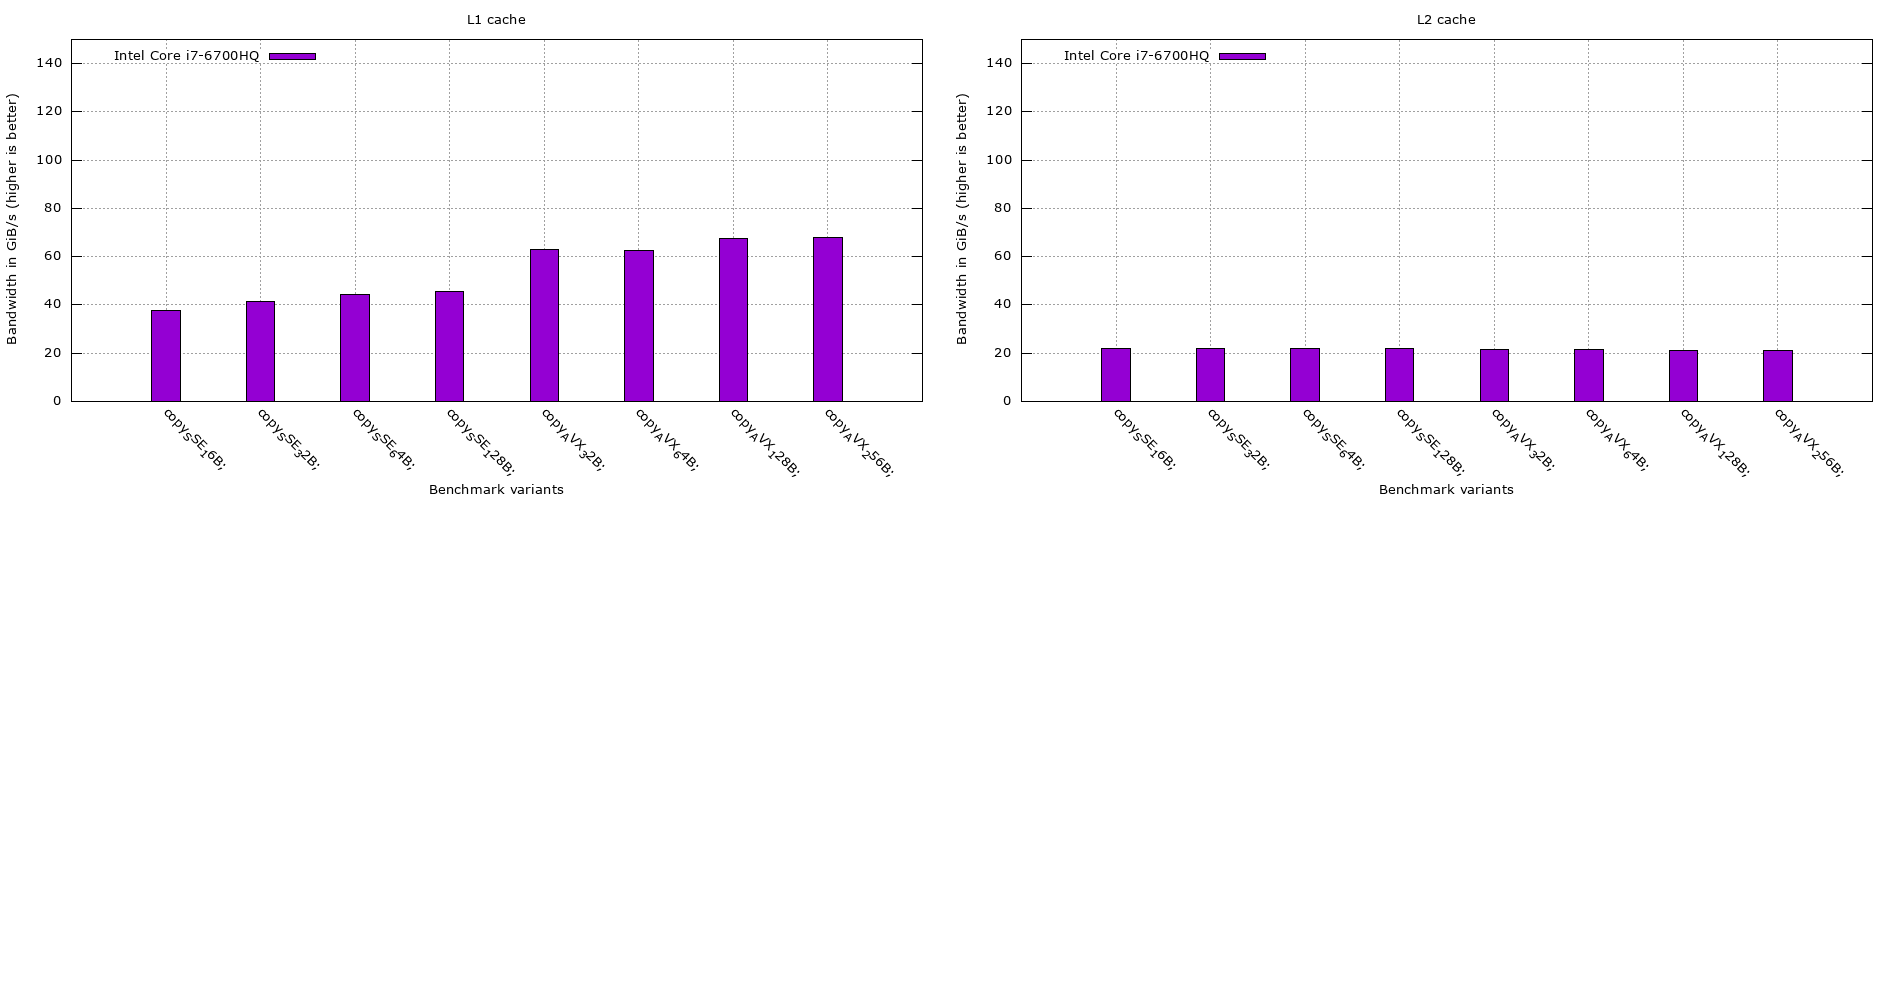 L1 cache
Intel Core i7-6700HQ
140
120
100
80
60
40
20
0
Bandwidth in GiB/s (higher is better)
copySSE16B;
copySSE32B;
copySSE64B;
copySSE128B;
copyAVX32B;
copyAVX64B;
copyAVX128B;
copyAVX256B;
Benchmark variants
L2 cache
Intel Core i7-6700HQ
140
120
100
80
60
40
20
0
Bandwidth in GiB/s (higher is better)
copySSE16B;
copySSE32B;
copySSE64B;
copySSE128B;
copyAVX32B;
copyAVX64B;
copyAVX128B;
copyAVX256B;
Benchmark variants